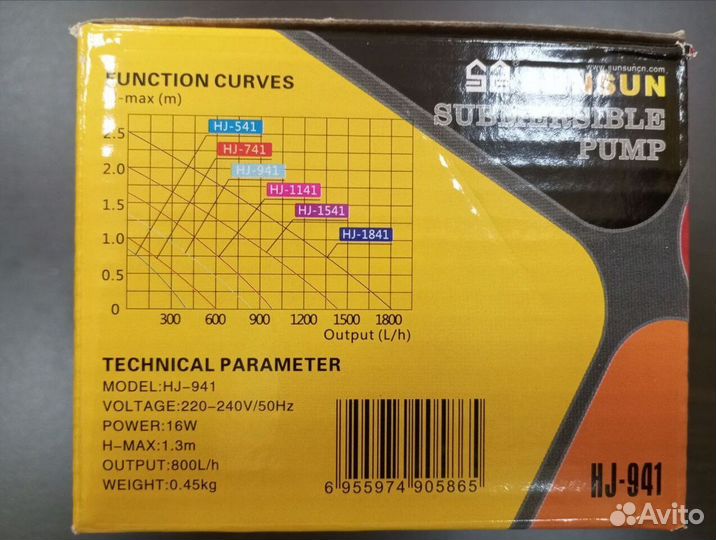 FUNCTION CURVES
-max (m)
2.5
2.0
1.5
1.0
0.5
0
HJ-541
HJ-741
HJ-941
HJ-1141
HJ-1541
HJ-1841
300 600 900 1200 1500 1800
Output (L/h)
www.sunsuncn.com
SUNSUN
SUBMERSIBLE
PUMP
TECHNICAL PARAMETER
MODEL:HJ-941
VOLTAGE:220-240V/50Hz
POWER:16W
H-MAX:1.3m
OUTPUT:800L/h
WEIGHT:0.45kg
6 955974 905865
HJ-941
Avito